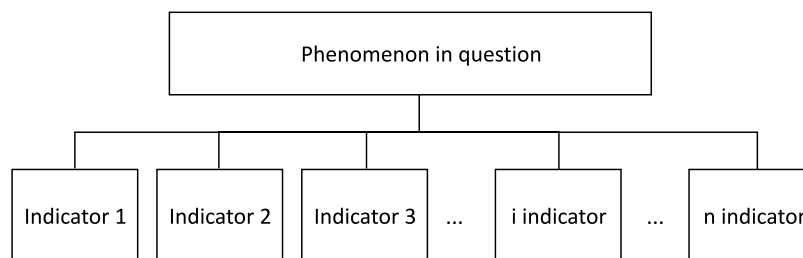 Phenomenon in question
Indicator 1 Indicator 2 Indicator 3 ... i indicator ... n indicator